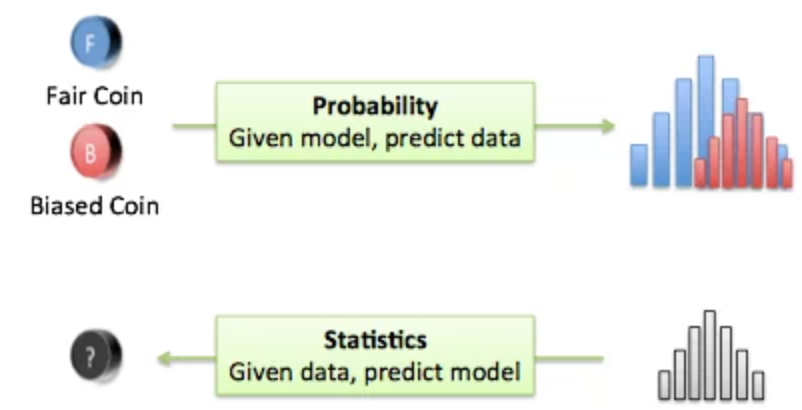 F
Fair Coin
B
Biased Coin
Probability
Given model, predict data
?
Statistics
Given data, predict model